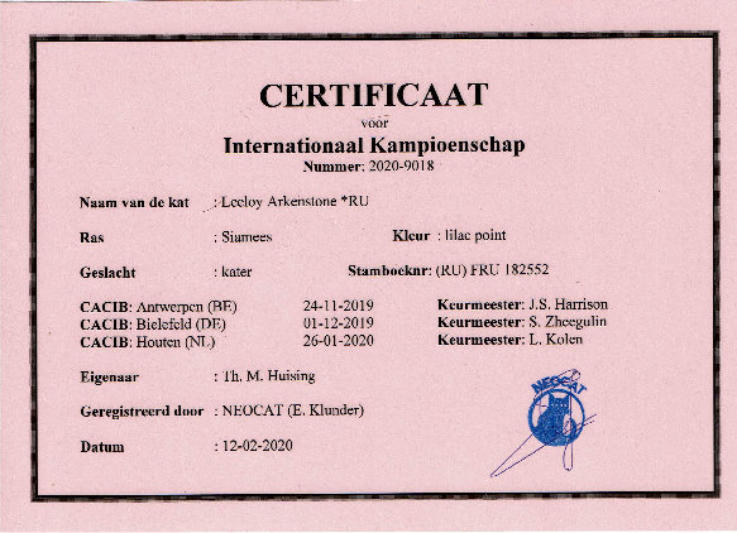 CERTIFICAAT
voor
Internationaal Kampioenschap
Nummer: 2020-9018
Naam van de kat : Leeloy Arkenstone *RU
Ras : Siamees Kleur : lilac point
Geslacht : kater Stamboeknr: (RU) FRU 182552
CACIB: Antwerpen (BE) 24-11-2019 Keurmeester: J.S. Harrison
CACIB: Bielefeld (DE) 01-12-2019 Keurmeester: S. Zheegulin
CACIB: Houten (NL) 26-01-2020 Keurmeester: L. Kolen
Eigenaar : Th. M. Huising
NEOCAT
Geregistreerd door : NEOCAT (E. Klunder)
Datum : 12-02-2020